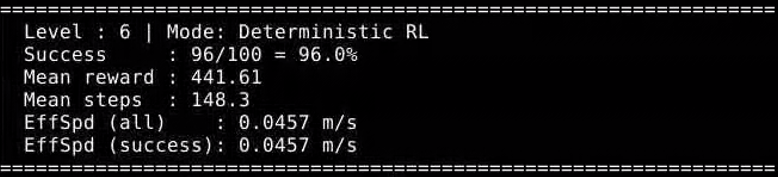 ================================================================
Level : 6 | Mode: Deterministic RL
Success     : 96/100 = 96.0%
Mean reward : 441.61
Mean steps  : 148.3
EffSpd (all)    : 0.0457 m/s
EffSpd (success): 0.0457 m/s
================================================================